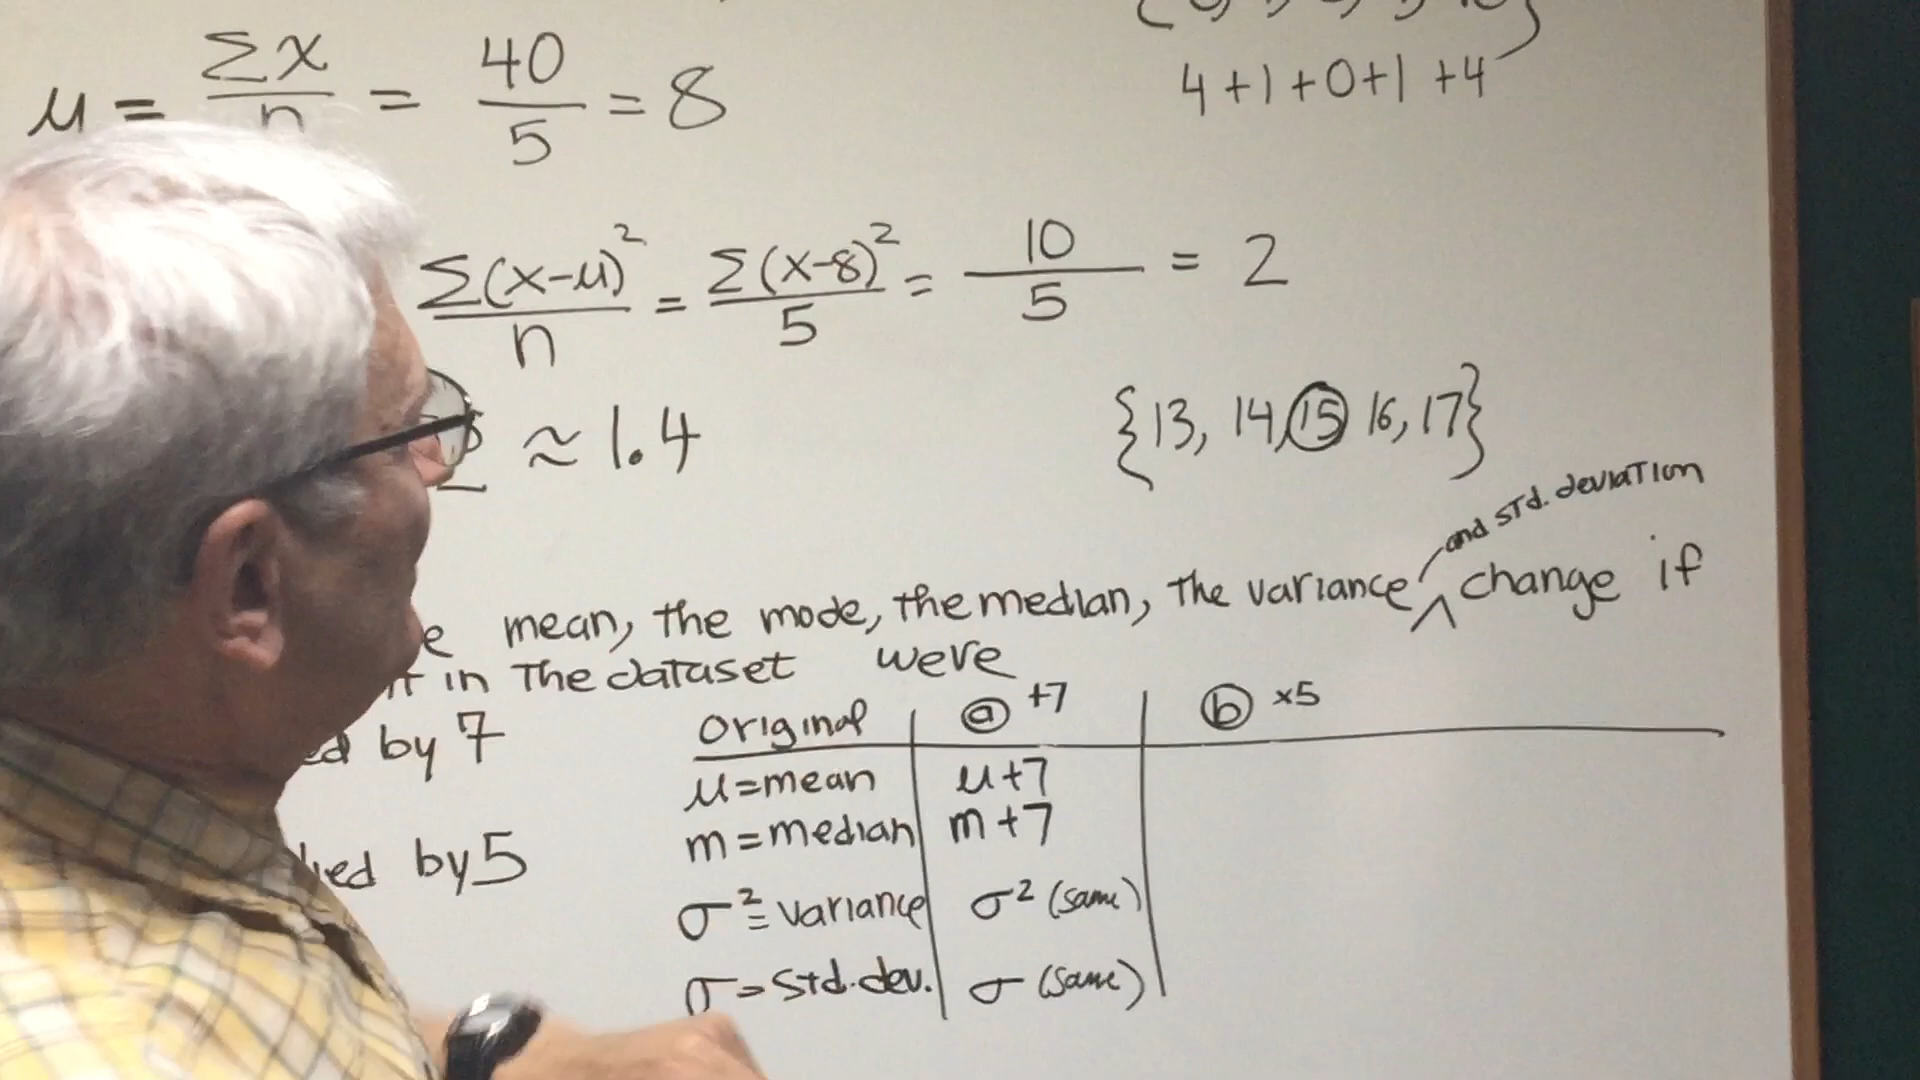 μ = Σx/n = 40/5 = 8
4+1+0+1+4
Σ(x-μ)²/n = Σ(x-8)²/5 = 10/5 = 2
≈ 1.4
{13, 14, 15 16, 17}
and std. deviation
mean, the mode, the median, the variance ^ change if
in the dataset were
by 7
by 5
original | ⓐ +7 | ⓑ x5
μ=mean | μ+7
m=median | m+7
σ²=variance | σ² (same)
σ=std.dev. | σ (same)